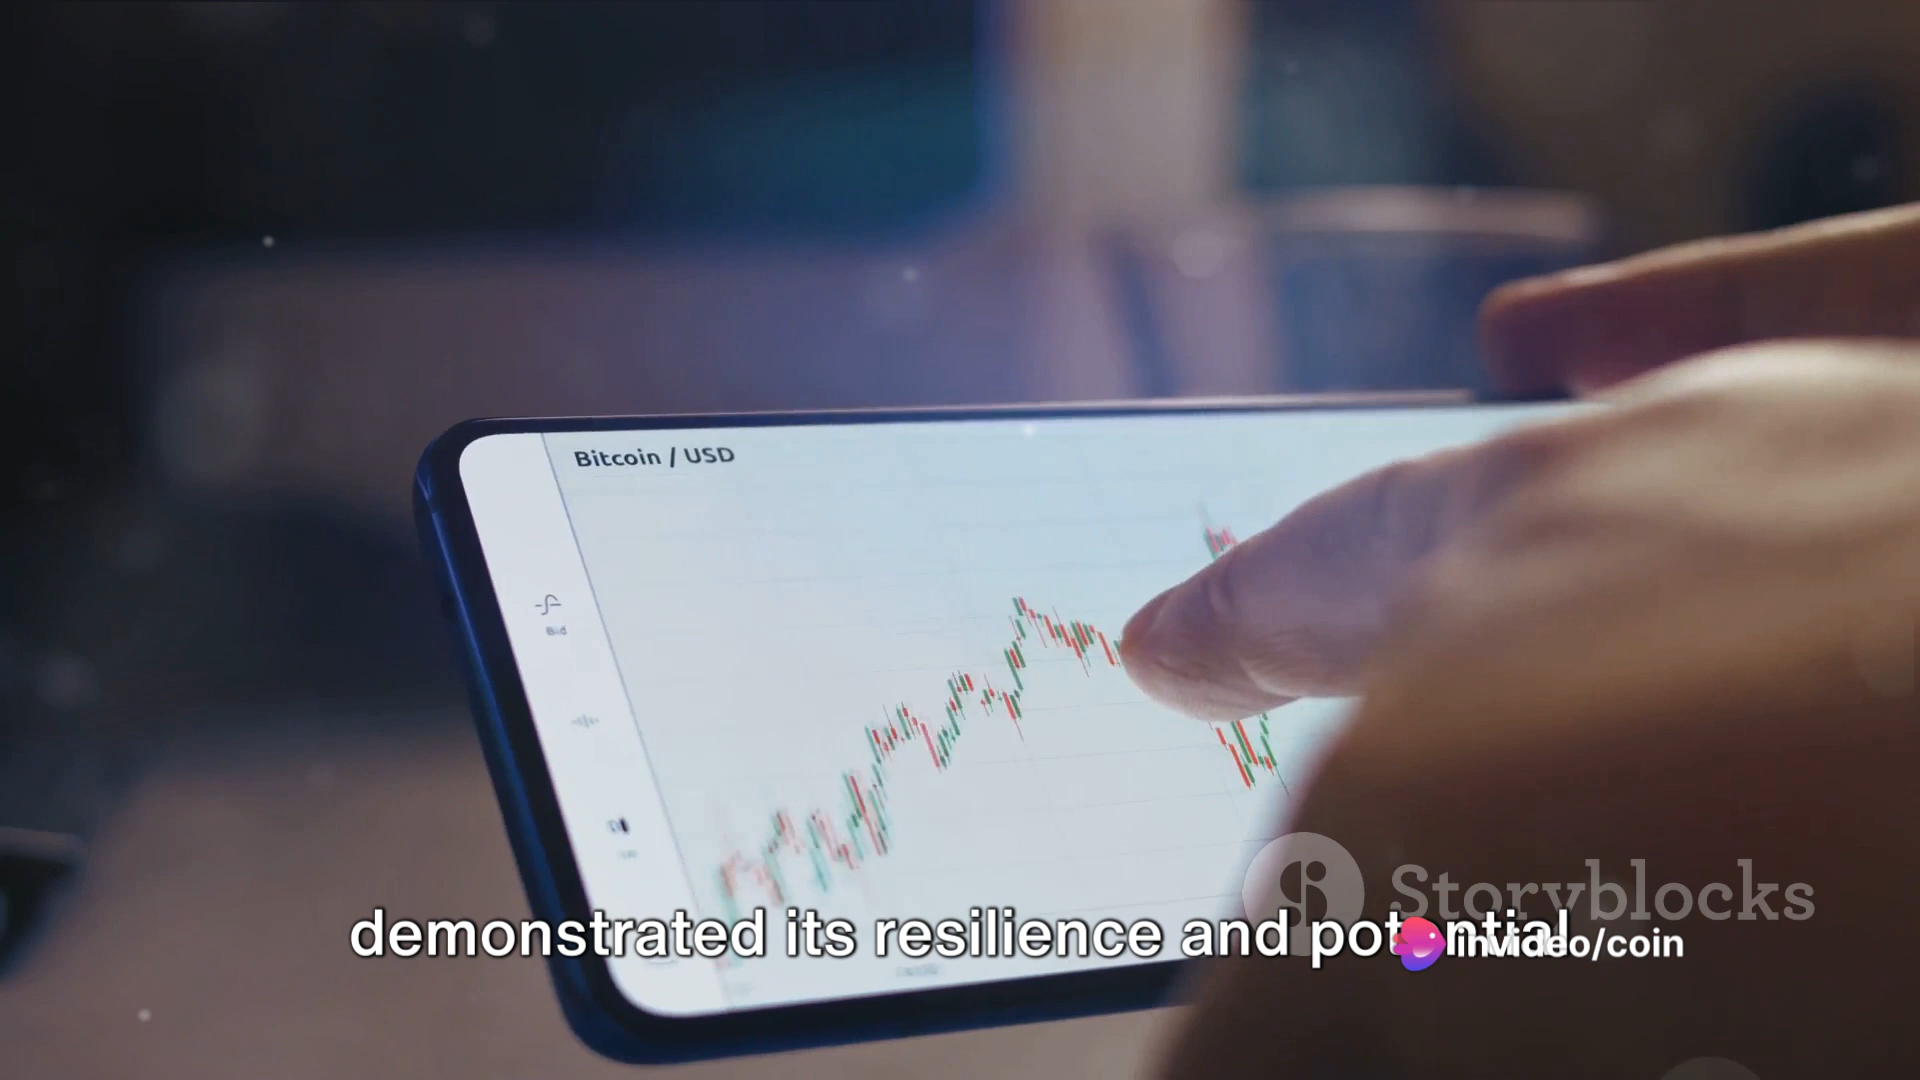 Bitcoin / USD
Bid
Storyblocks
demonstrated its resilience and potential
invideo/coin